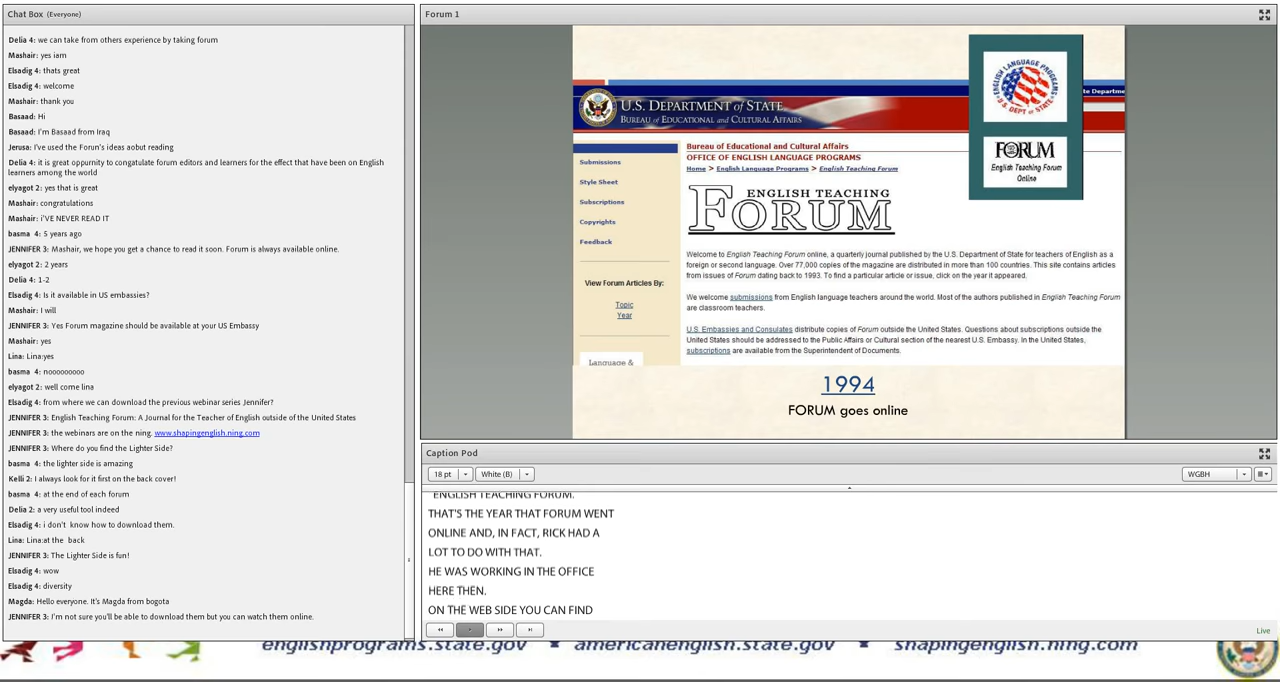 Chat Box (Everyone)
Delia 4: we can take from others experience by taking forum
Mashair: yes iam
Elsadig 4: thats great
Elsadig 4: welcome
Mashair: thank you
Basaad: Hi
Basaad: I'm Basaad from Iraq
Jerusa: I've used the Forun's ideas aobut reading
Delia 4: it is great oppurnity to congatulate forum editors and learners for the effect that have been on English
learners among the world
elyagot 2: yes that is great
Mashair: congratulations
Mashair: i'VE NEVER READ IT
basma 4: 5 years ago
JENNIFER 3: Mashair, we hope you get a chance to read it soon. Forum is always available online.
elyagot 2: 2 years
Delia 4: 1-2
Elsadig 4: Is it available in US embassies?
Mashair: I will
JENNIFER 3: Yes Forum magazine should be available at your US Embassy
Mashair: yes
Lina: Lina:yes
basma 4: nooooooooo
elyagot 2: well come lina
Elsadig 4: from where we can download the previous webinar series Jennifer?
JENNIFER 3: English Teaching Forum: A Journal for the Teacher of English outside of the United States
JENNIFER 3: the webinars are on the ning. www.shapingenglish.ning.com
JENNIFER 3: Where do you find the Lighter Side?
basma 4: the lighter side is amazing
Kelli 2: I always look for it first on the back cover!
basma 4: at the end of each forum
Delia 2: a very useful tool indeed
Elsadig 4: i don't know how to download them.
Lina: Lina:at the back
JENNIFER 3: The Lighter Side is fun!
Elsadig 4: wow
Elsadig 4: diversity
Magda: Hello everyone. It's Magda from bogota
JENNIFER 3: I'm not sure you'll be able to download them but you can watch them online.
Forum 1
U.S. DEPARTMENT of STATE
BUREAU of EDUCATIONAL and CULTURAL AFFAIRS
te Departme
ENGLISH LANGUAGE PROGRAMS
U.S. DEPT of STATE
FORUM
English Teaching Forum
Online
Submissions
Style Sheet
Subscriptions
Copyrights
Feedback
View Forum Articles By:
Topic
Year
Language &
Bureau of Educational and Cultural Affairs
OFFICE OF ENGLISH LANGUAGE PROGRAMS
Home > English Language Programs > English Teaching Forum
ENGLISH TEACHING
FORUM
Welcome to English Teaching Forum online, a quarterly journal published by the U.S. Department of State for teachers of English as a
foreign or second language. Over 77,000 copies of the magazine are distributed in more than 100 countries. This site contains articles
from issues of Forum dating back to 1993. To find a particular article or issue, click on the year it appeared.
We welcome submissions from English language teachers around the world. Most of the authors published in English Teaching Forum
are classroom teachers.
U.S. Embassies and Consulates distribute copies of Forum outside the United States. Questions about subscriptions outside the
United States should be addressed to the Public Affairs or Cultural section of the nearest U.S. Embassy. In the United States,
subscriptions are available from the Superintendent of Documents.
1994
FORUM goes online
Caption Pod
18 pt
White (B)
WGBH
ENGLISH TEACHING FORUM.
THAT'S THE YEAR THAT FORUM WENT
ONLINE AND, IN FACT, RICK HAD A
LOT TO DO WITH THAT.
HE WAS WORKING IN THE OFFICE
HERE THEN.
ON THE WEB SIDE YOU CAN FIND
Live
englishprograms.state.gov americanenglish.state.gov shapingenglish.ning.com